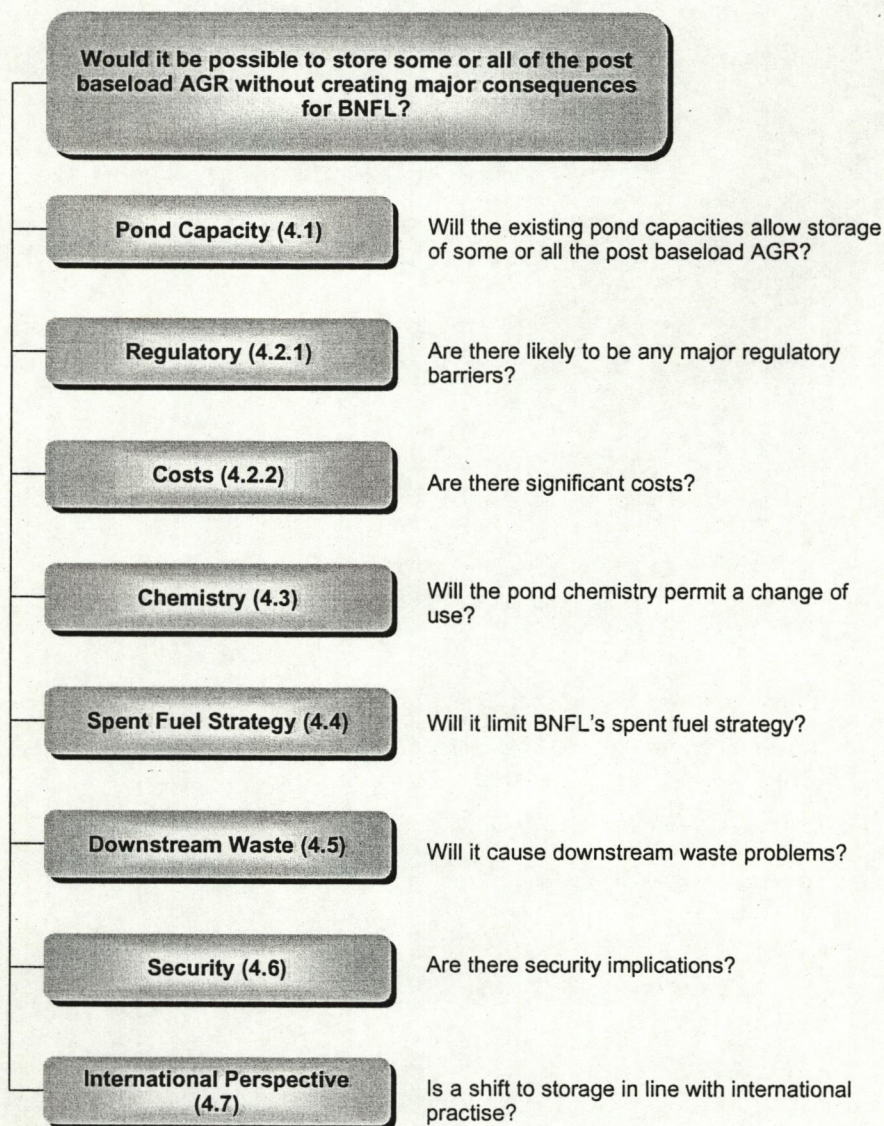 Would it be possible to store some or all of the post
baseload AGR without creating major consequences
for BNFL?
Pond Capacity (4.1)
Will the existing pond capacities allow storage
of some or all the post baseload AGR?
Regulatory (4.2.1)
Are there likely to be any major regulatory
barriers?
Costs (4.2.2)
Are there significant costs?
Chemistry (4.3)
Will the pond chemistry permit a change of
use?
Spent Fuel Strategy (4.4)
Will it limit BNFL's spent fuel strategy?
Downstream Waste (4.5)
Will it cause downstream waste problems?
Security (4.6)
Are there security implications?
International Perspective
(4.7)
Is a shift to storage in line with international
practise?